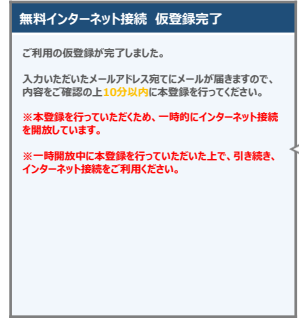 無料インターネット接続 仮登録完了
ご利用の仮登録が完了しました。
入力いただいたメールアドレス宛てにメールが届きますので、
内容をご確認の上10分以内に本登録を行ってください。
※本登録を行っていただくため、一時的にインターネット接続
を開放しています。
※一時開放中に本登録を行っていただいた上で、引き続き、
インターネット接続をご利用ください。